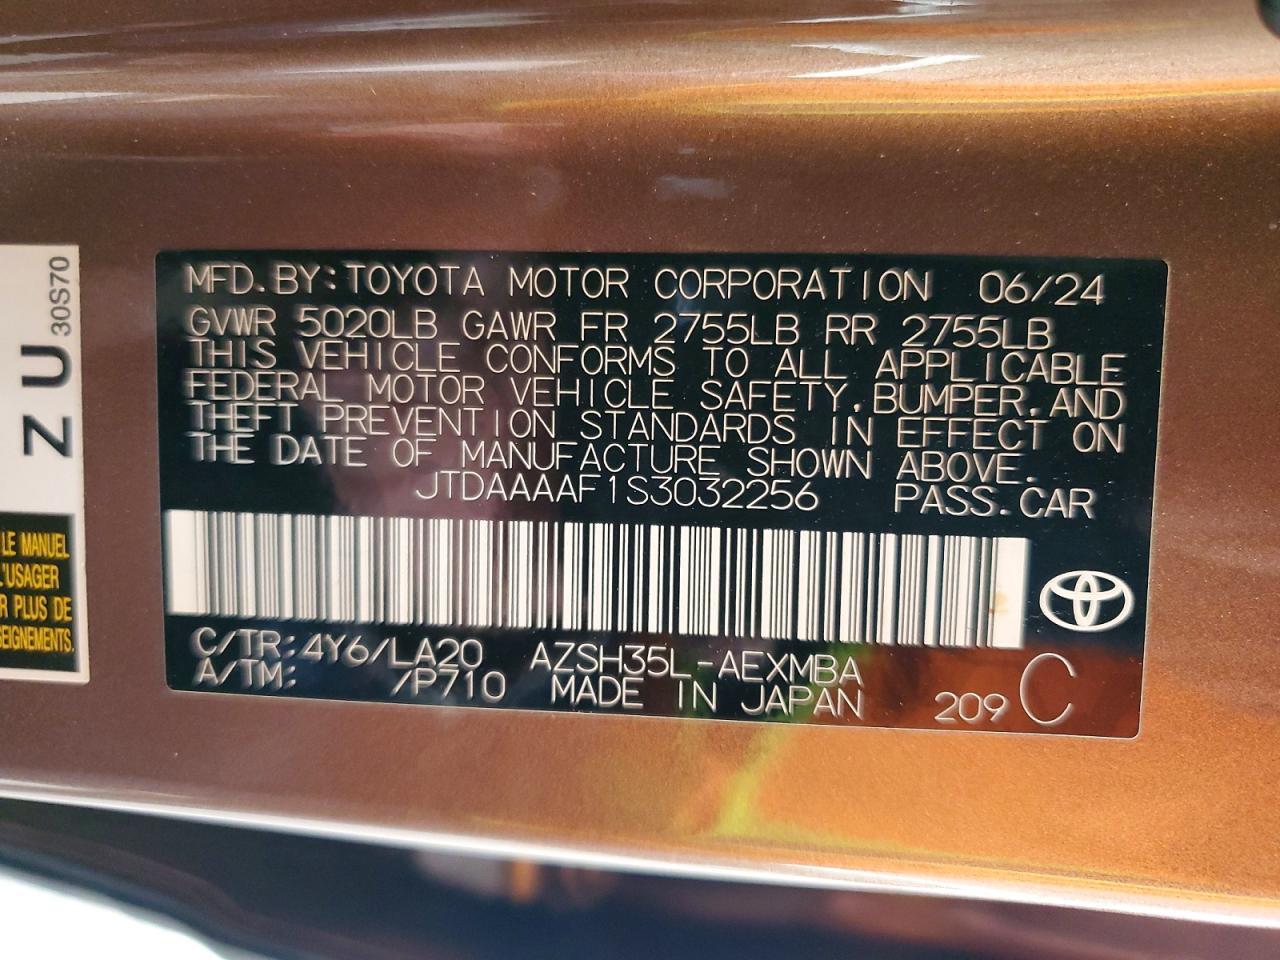 MFD.BY:TOYOTA MOTOR CORPORATION 06/24
GVWR 5020LB GAWR FR 2755LB RR 2755LB
THIS VEHICLE CONFORMS TO ALL APPLICABLE
FEDERAL MOTOR VEHICLE SAFETY,BUMPER,AND
THEFT PREVENTION STANDARDS IN EFFECT ON
THE DATE OF MANUFACTURE SHOWN ABOVE.
JTDAAAAF1S3032256 PASS.CAR
C/TR:4Y6/LA20 AZSH35L-AEXMBA
A/TM: /P710 MADE IN JAPAN 209 C
ZU 30S70
LE MANUEL
L'USAGER
R PLUS DE
SEIGNEMENTS.